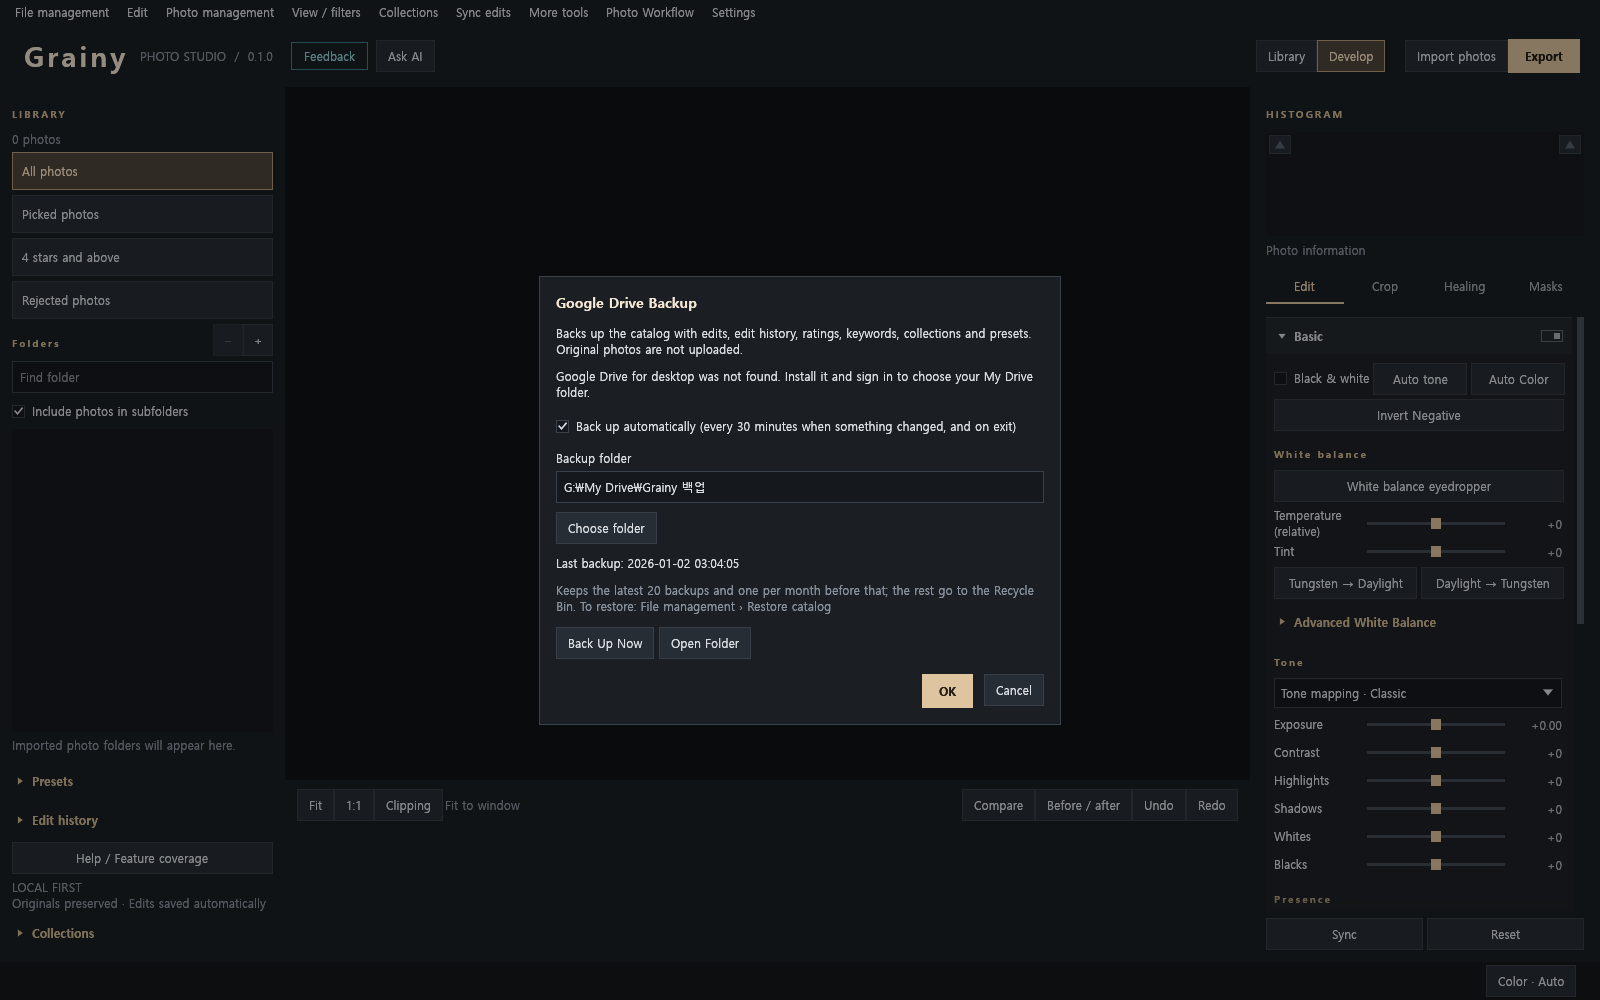 File management Edit Photo management View / filters Collections Sync edits More tools Photo Workflow Settings
Grainy PHOTO STUDIO / 0.1.0 Feedback Ask AI Library Develop Import photos Export
LIBRARY
0 photos
All photos
Picked photos
4 stars and above
Rejected photos
Folders − +
Find folder
Include photos in subfolders
Imported photo folders will appear here.
Presets
Edit history
Help / Feature coverage
LOCAL FIRST
Originals preserved · Edits saved automatically
Collections
Google Drive Backup
Backs up the catalog with edits, edit history, ratings, keywords, collections and presets.
Original photos are not uploaded.
Google Drive for desktop was not found. Install it and sign in to choose your My Drive
folder.
Back up automatically (every 30 minutes when something changed, and on exit)
Backup folder
G:₩My Drive₩Grainy 백업
Choose folder
Last backup: 2026-01-02 03:04:05
Keeps the latest 20 backups and one per month before that; the rest go to the Recycle
Bin. To restore: File management › Restore catalog
Back Up Now Open Folder
OK Cancel
Fit 1:1 Clipping Fit to window Compare Before / after Undo Redo
HISTOGRAM
Photo information
Edit Crop Healing Masks
Basic
Black & white Auto tone Auto Color
Invert Negative
White balance
White balance eyedropper
Temperature
(relative) +0
Tint +0
Tungsten → Daylight Daylight → Tungsten
Advanced White Balance
Tone
Tone mapping · Classic
Exposure +0.00
Contrast +0
Highlights +0
Shadows +0
Whites +0
Blacks +0
Presence
Sync Reset
Color · Auto